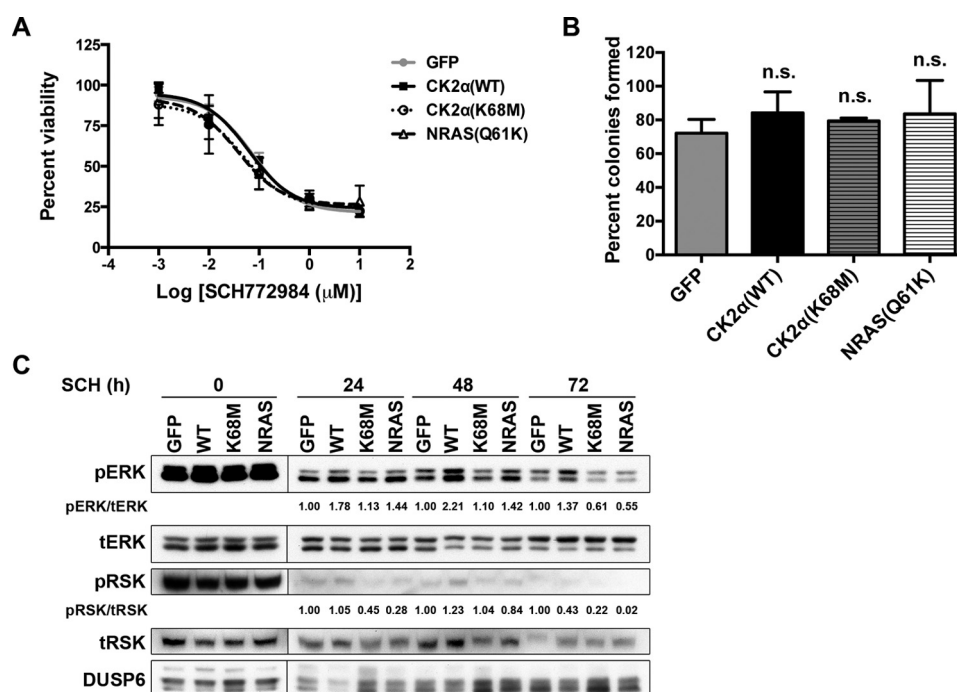 A
Percent viability
125
100
75
50
25
0
-4
-3
-2
-1
0
1
2
Log [SCH772984 (μM)]
GFP
CK2α(WT)
CK2α(K68M)
NRAS(Q61K)
B
Percent colonies formed
120
100
80
60
40
20
0
n.s.
n.s.
n.s.
GFP
CK2α(WT)
CK2α(K68M)
NRAS(Q61K)
C
SCH (h) 0 24 48 72
GFP WT K68M NRAS GFP WT K68M NRAS GFP WT K68M NRAS GFP WT K68M NRAS
pERK
pERK/tERK 1.00 1.78 1.13 1.44 1.00 2.21 1.10 1.42 1.00 1.37 0.61 0.55
tERK
pRSK
pRSK/tRSK 1.00 1.05 0.45 0.28 1.00 1.23 1.04 0.84 1.00 0.43 0.22 0.02
tRSK
DUSP6